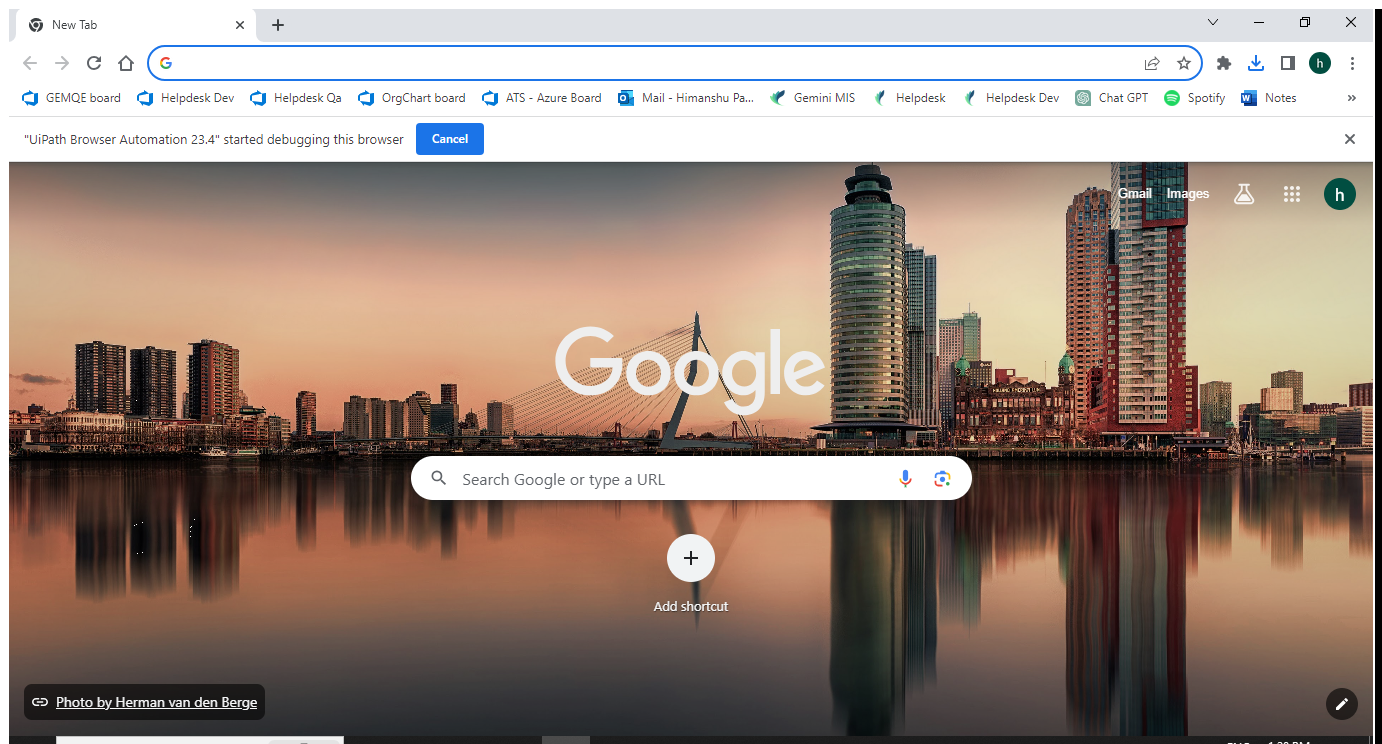 New Tab
G
h
GEMQE board
Helpdesk Dev
Helpdesk Qa
OrgChart board
ATS - Azure Board
Mail - Himanshu Pa...
Gemini MIS
Helpdesk
Helpdesk Dev
Chat GPT
Spotify
Notes
»
"UiPath Browser Automation 23.4" started debugging this browser
Cancel
Gmail
Images
h
Google
Search Google or type a URL
Add shortcut
Photo by Herman van den Berge